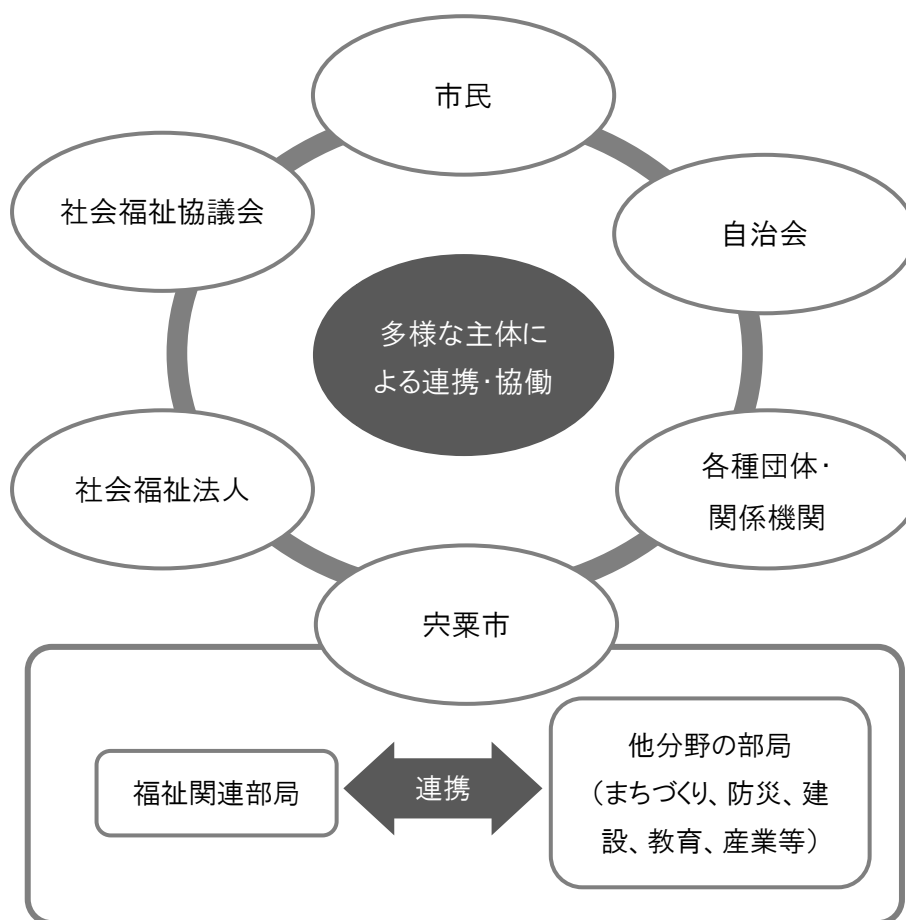 市民
社会福祉協議会
自治会
多様な主体に
よる連携・協働
社会福祉法人
各種団体・
関係機関
宍粟市
福祉関連部局
連携
他分野の部局
（まちづくり、防災、建
設、教育、産業等）